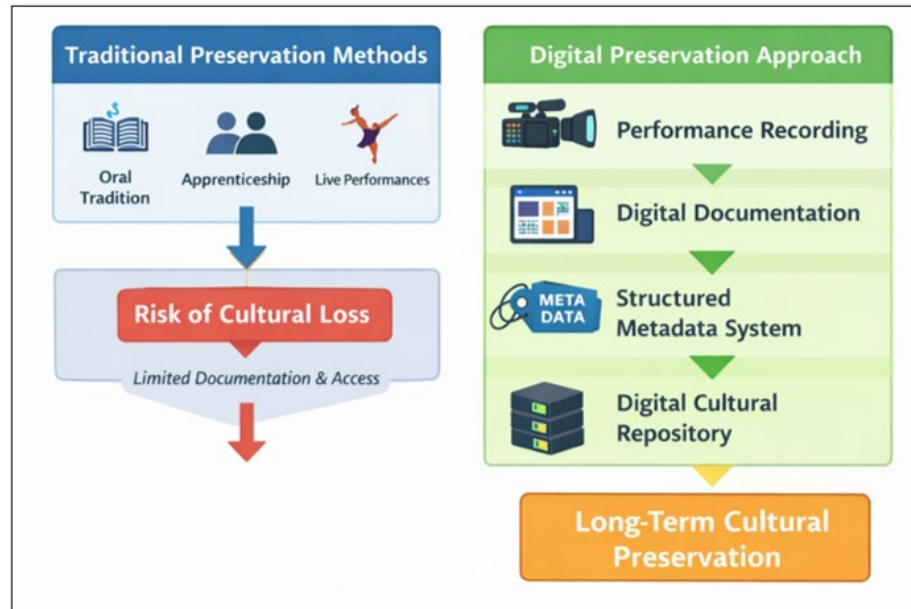 Traditional Preservation Methods
Oral
Tradition
Apprenticeship
Live Performances
Risk of Cultural Loss
Limited Documentation & Access
Digital Preservation Approach
Performance Recording
Digital Documentation
META
DATA
Structured
Metadata System
Digital Cultural
Repository
Long-Term Cultural
Preservation